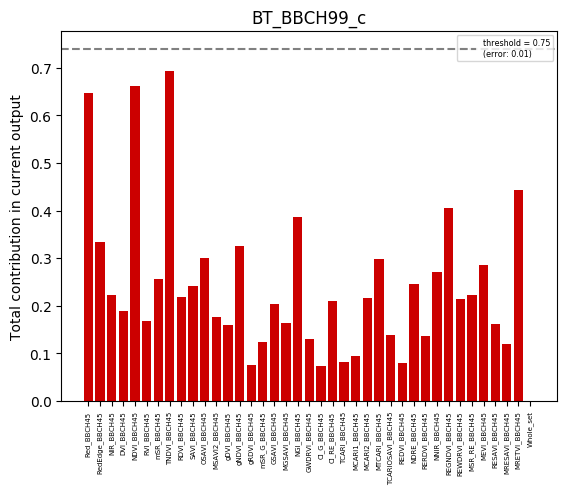 BT_BBCH99_c
threshold = 0.75
(error: 0.01)
Total contribution in current output
0.7
0.6
0.5
0.4
0.3
0.2
0.1
0.0
Red_BBCH45
RedEdge_BBCH45
NIR_BBCH45
DVI_BBCH45
NDVI_BBCH45
RVI_BBCH45
mSR_BBCH45
TNDVI_BBCH45
TDVI_BBCH45
SAVI_BBCH45
OSAVI_BBCH45
MSAVI2_BBCH45
gDVI_BBCH45
gNDVI_BBCH45
gRDVI_BBCH45
mSR_G_BBCH45
GSAVI_BBCH45
MGSAVI_BBCH45
NGI_BBCH45
GWDRVI_BBCH45
CI_G_BBCH45
CI_RE_BBCH45
TCARI_BBCH45
MCARI1_BBCH45
MCARI2_BBCH45
MTCARI_BBCH45
TCARIOSAVI_BBCH45
REDVI_BBCH45
NDRE_BBCH45
RERDVI_BBCH45
NNIR_BBCH45
REGNDVI_BBCH45
REWDRVI_BBCH45
MSR_RE_BBCH45
MEVI_BBCH45
RESAVI_BBCH45
MRESAVI_BBCH45
MRETVI_BBCH45
Whole_set